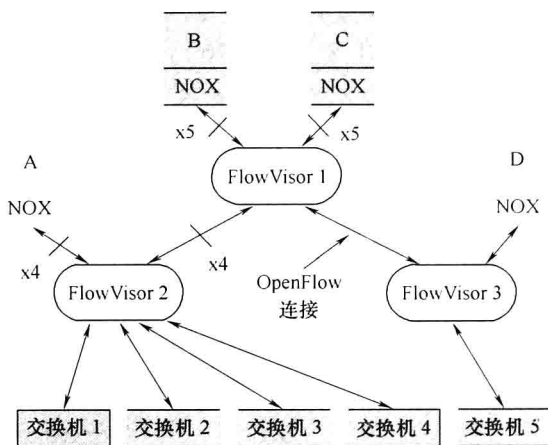 B
C
NOX
NOX
x5
x5
A
FlowVisor 1
D
NOX
NOX
x4
x4
OpenFlow
连接
FlowVisor 2
FlowVisor 3
交换机 1
交换机 2
交换机 3
交换机 4
交换机 5